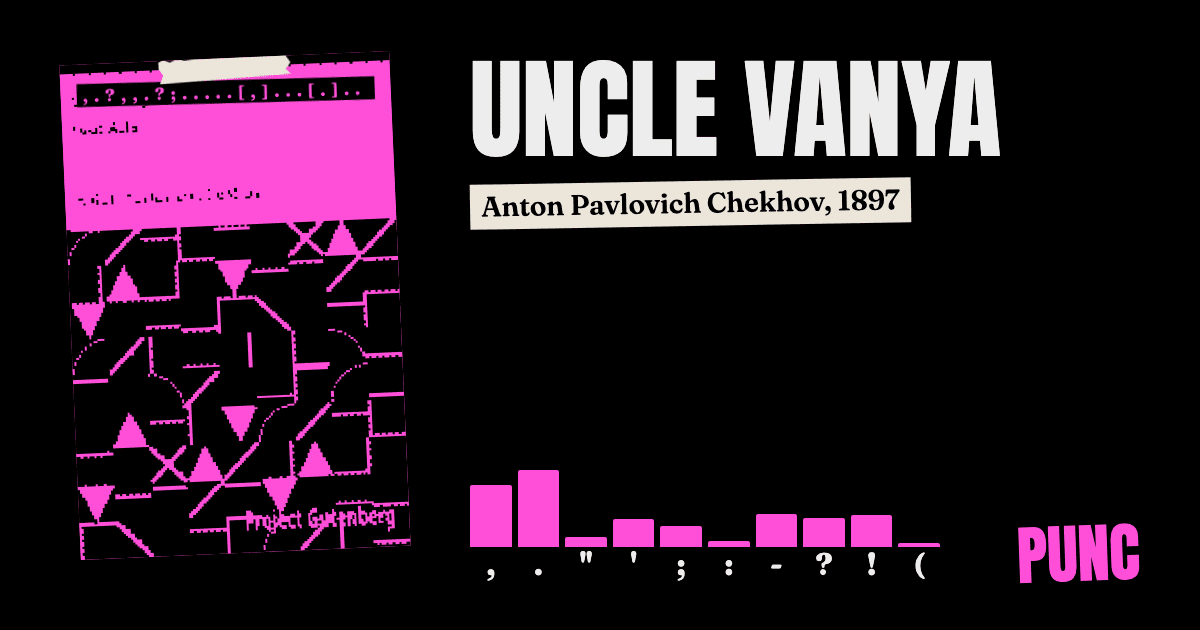 ,.?,,.?;.....[,]...[.]..
UNCLE VANYA
Anton Pavlovich Chekhov, 1897
Project Gutenberg
, . " ' ; : - ? ! (
PUNC